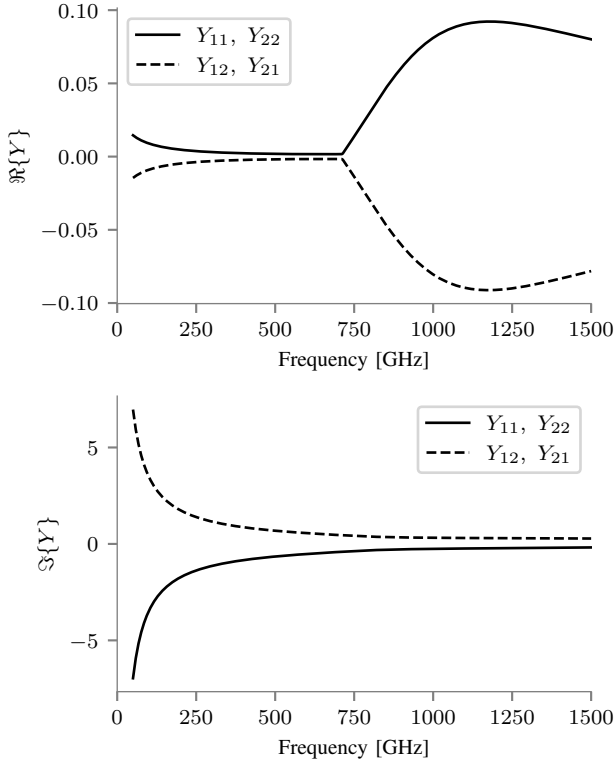 0.10
0.05
0.00
−0.05
−0.10
ℜ{Y}
Y₁₁, Y₂₂
Y₁₂, Y₂₁
0 250 500 750 1000 1250 1500
Frequency [GHz]
5
0
−5
ℑ{Y}
Y₁₁, Y₂₂
Y₁₂, Y₂₁
0 250 500 750 1000 1250 1500
Frequency [GHz]